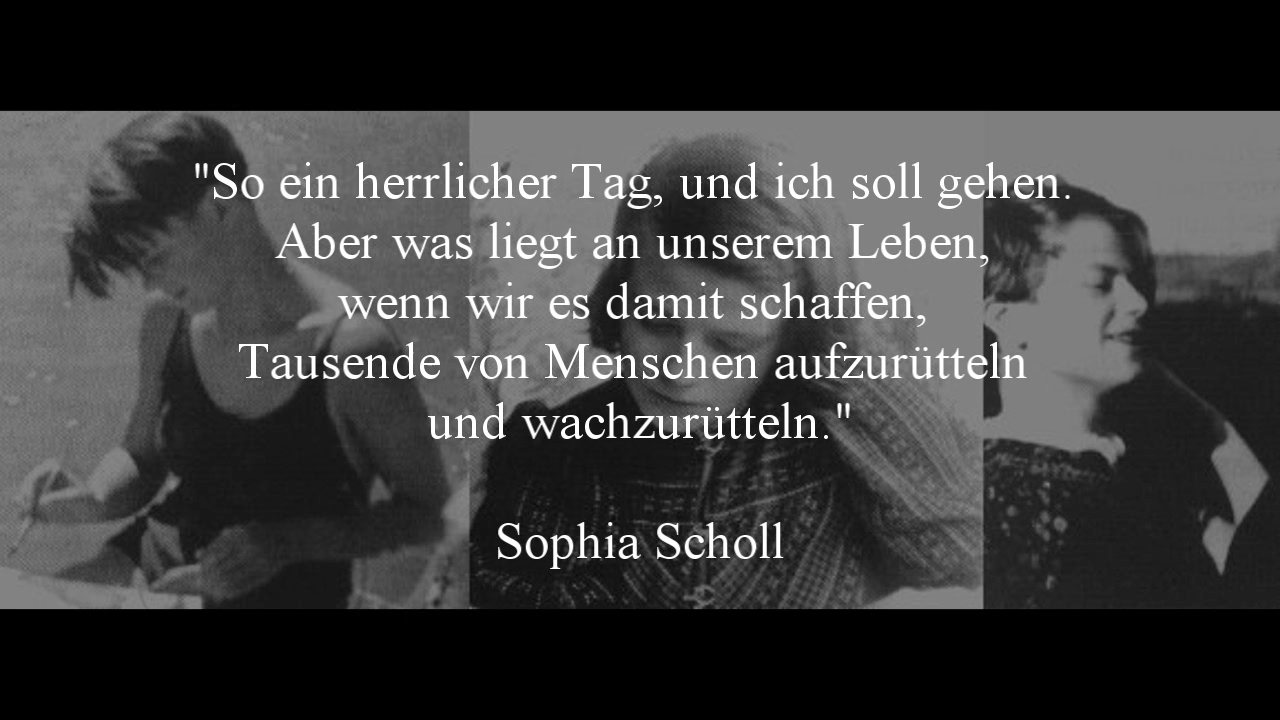 "So ein herrlicher Tag, und ich soll gehen.
Aber was liegt an unserem Leben,
wenn wir es damit schaffen,
Tausende von Menschen aufzurütteln
und wachzurütteln."
Sophia Scholl